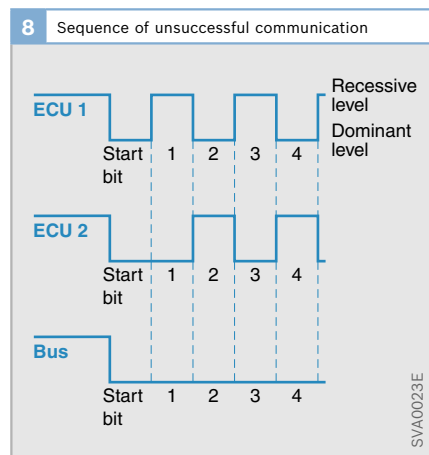 8 Sequence of unsuccessful communication
Recessive
level
ECU 1
Dominant
level
Start 1 2 3 4
bit
ECU 2
Start 1 2 3 4
bit
Bus
Start 1 2 3 4
bit
SVA0023E